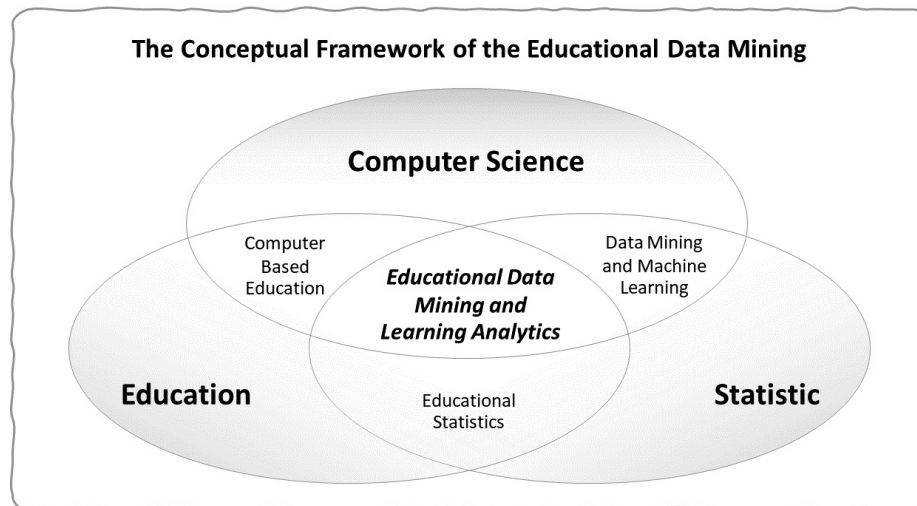 The Conceptual Framework of the Educational Data Mining
Computer Science
Computer
Based
Education
Data Mining
and Machine
Learning
Educational Data
Mining and
Learning Analytics
Education
Statistic
Educational
Statistics